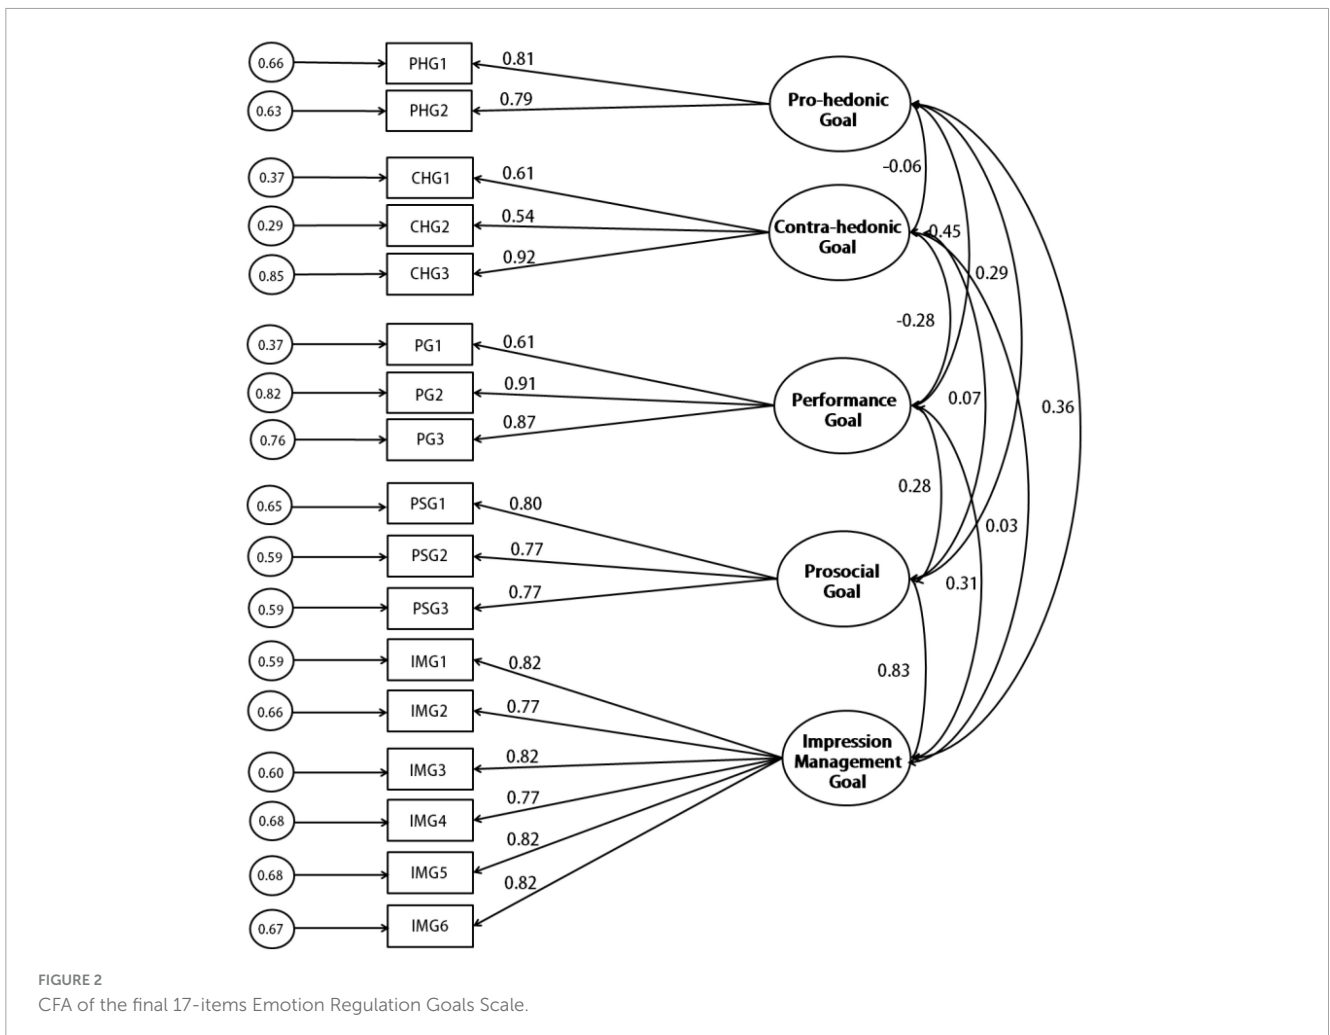 0.66
PHG1
0.81
0.63
PHG2
0.79
Pro-hedonic
Goal
-0.06
0.37
CHG1
0.61
0.29
CHG2
0.54
0.85
CHG3
0.92
Contra-hedonic
Goal
0.45
0.29
-0.28
0.37
PG1
0.61
0.82
PG2
0.91
0.76
PG3
0.87
Performance
Goal
0.07
0.36
0.28
0.65
PSG1
0.80
0.59
PSG2
0.77
0.59
PSG3
0.77
Prosocial
Goal
0.03
0.31
0.83
0.59
IMG1
0.82
0.66
IMG2
0.77
0.60
IMG3
0.82
0.68
IMG4
0.77
0.68
IMG5
0.82
0.67
IMG6
0.82
Impression
Management
Goal
FIGURE 2
CFA of the final 17-items Emotion Regulation Goals Scale.